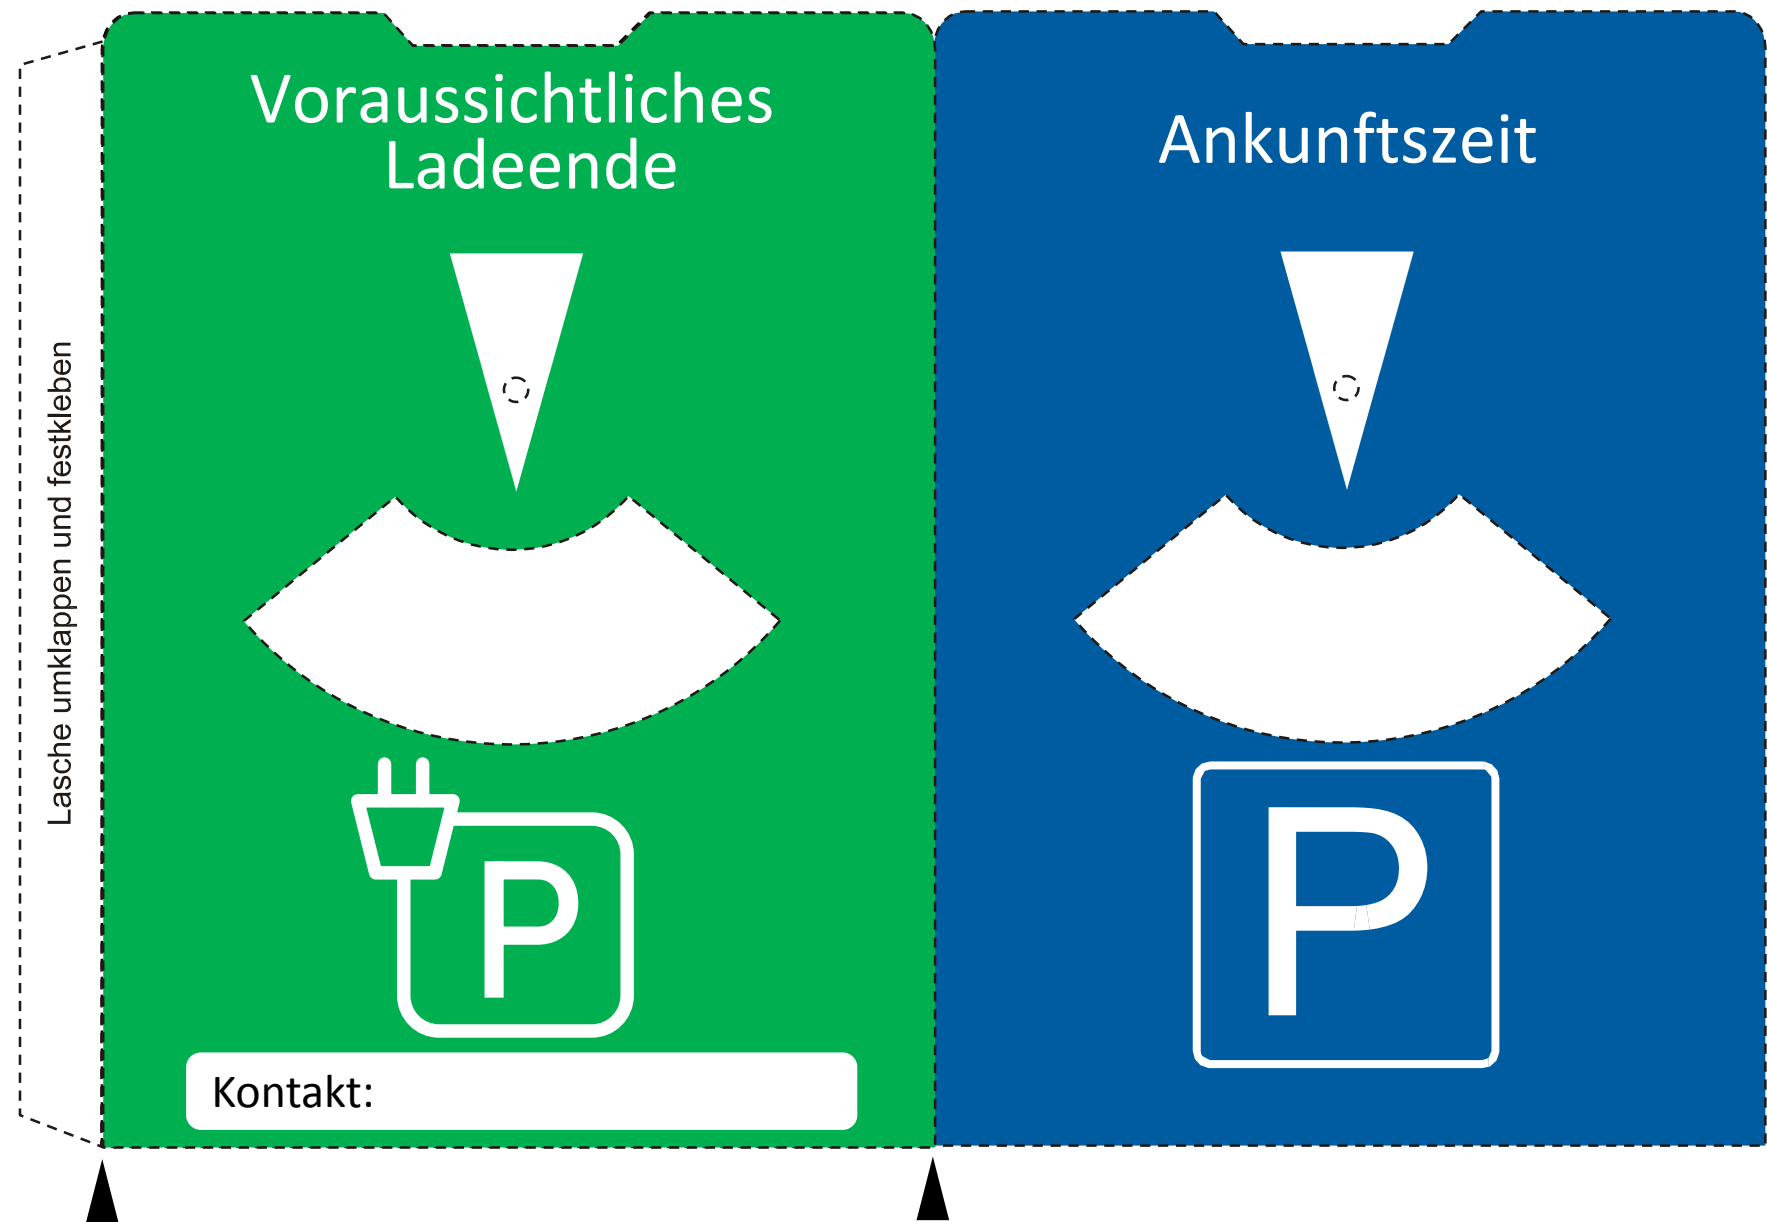 Voraussichtliches
Ladeende
Lasche umklappen und festkleben
P
Kontakt:
Ankunftszeit
P